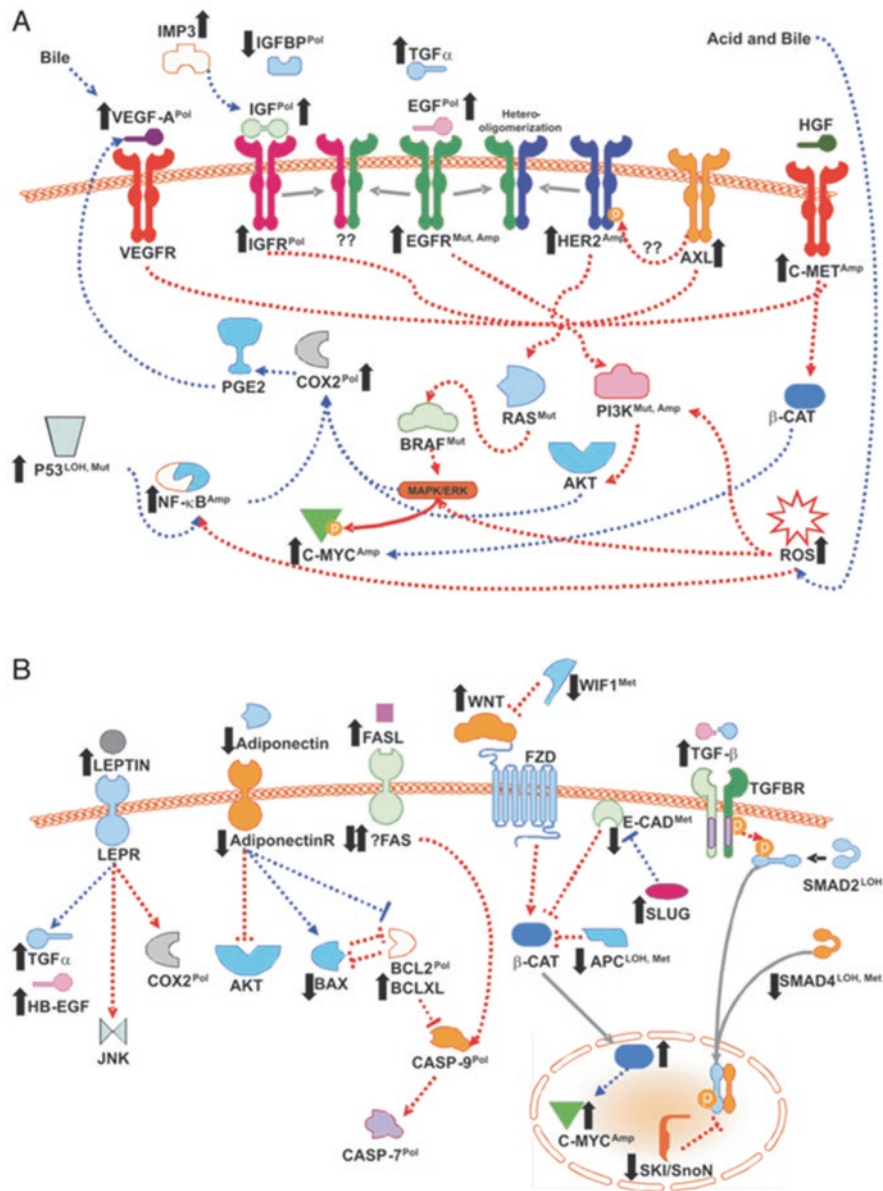 A
IMP3
Bile
IGFBP Pol
TGFα
Acid and Bile
VEGF-A Pol
IGF Pol
EGF Pol
Hetero-
oligomerization
HGF
P
VEGFR
IGFR Pol
??
EGFR Mut, Amp
HER2 Amp
??
AXL
C-MET Amp
PGE2
COX2 Pol
RAS Mut
PI3K Mut, Amp
β-CAT
BRAF Mut
P53 LOH, Mut
NF-κB Amp
MAPK/ERK
AKT
P
C-MYC Amp
ROS
B
WNT
WIF1 Met
LEPTIN
Adiponectin
FASL
FZD
TGF-β
TGFBR
E-CAD Met
P
P
LEPR
AdiponectinR
?FAS
SMAD2 LOH
SLUG
TGFα
COX2 Pol
AKT
BAX
BCL2 Pol
BCLXL
β-CAT
APC LOH, Met
SMAD4 LOH, Met
HB-EGF
JNK
CASP-9 Pol
P
C-MYC Amp
CASP-7 Pol
SKI/SnoN